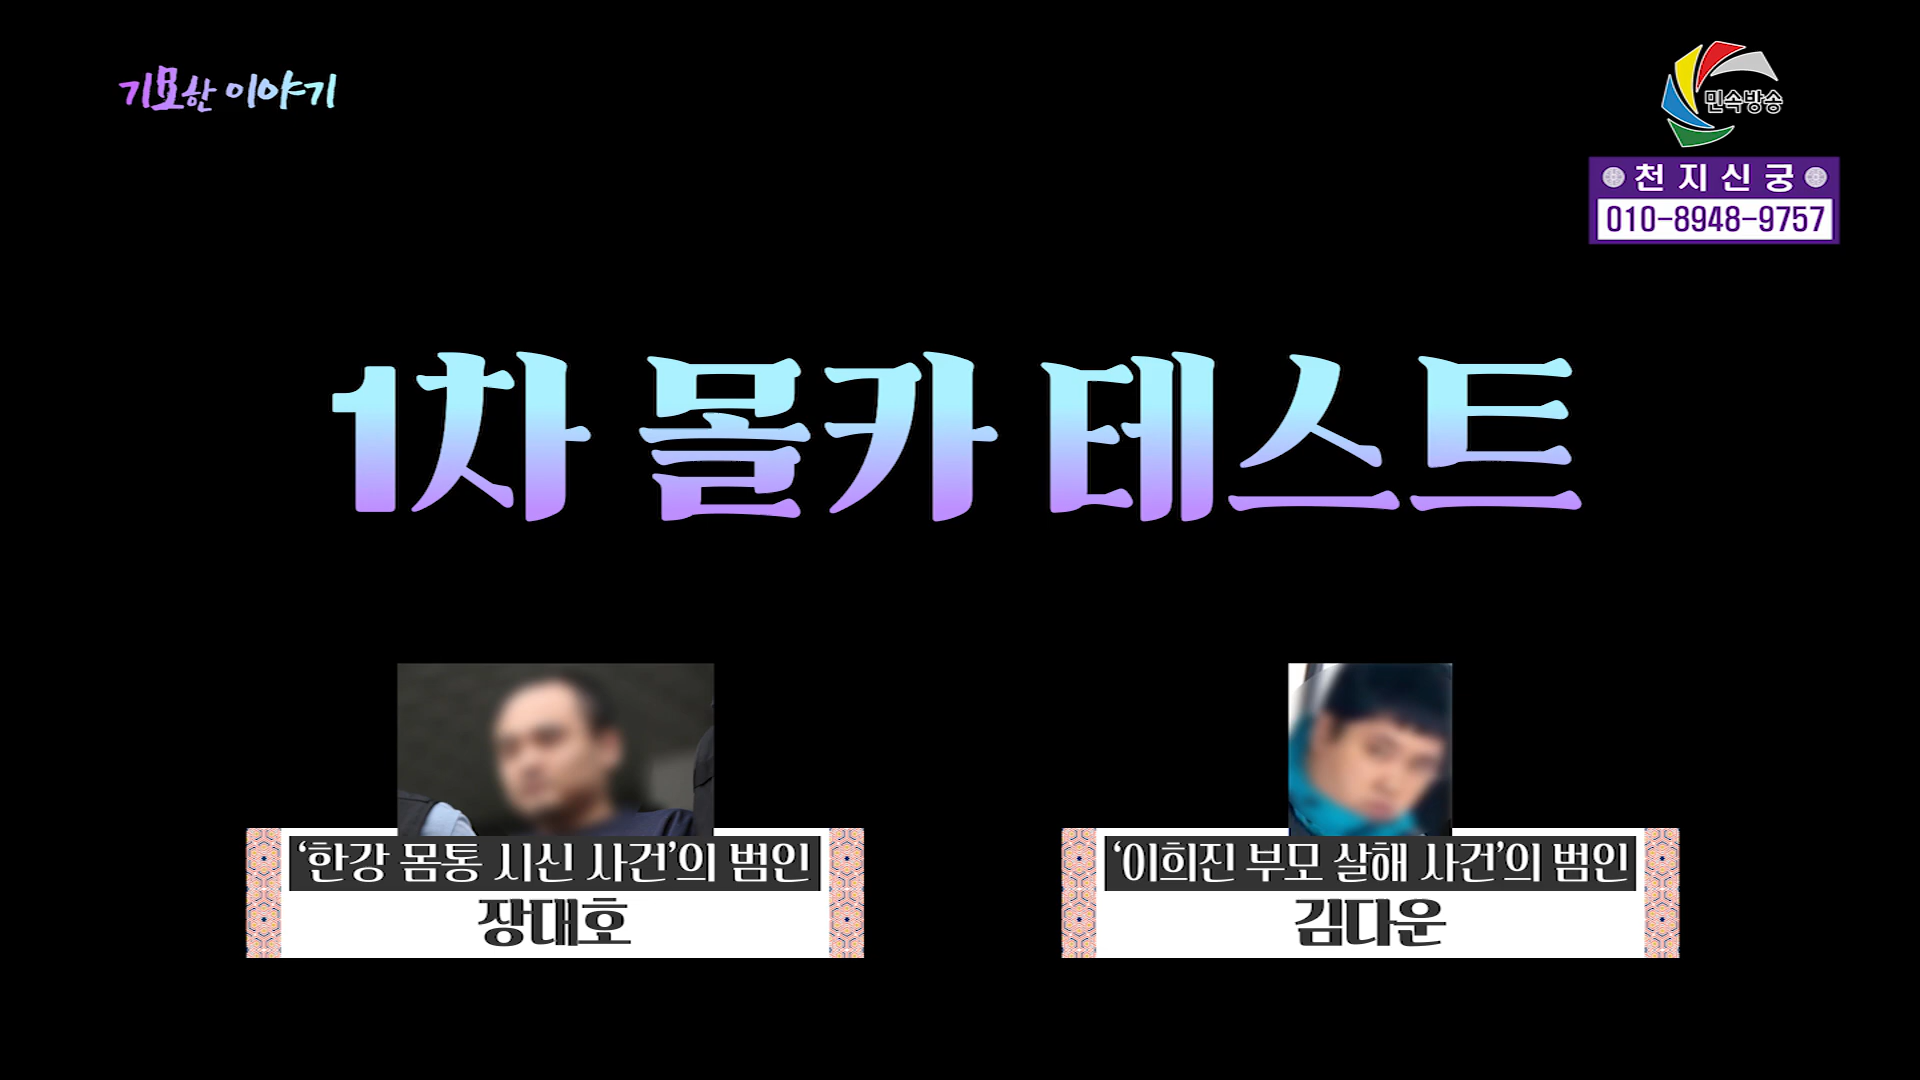 기묘한 이야기
민속방송
천지신궁
010-8948-9757
1차 몰카 테스트
‘한강 몸통 시신 사건’의 범인
장대호
‘이희진 부모 살해 사건’의 범인
김다운